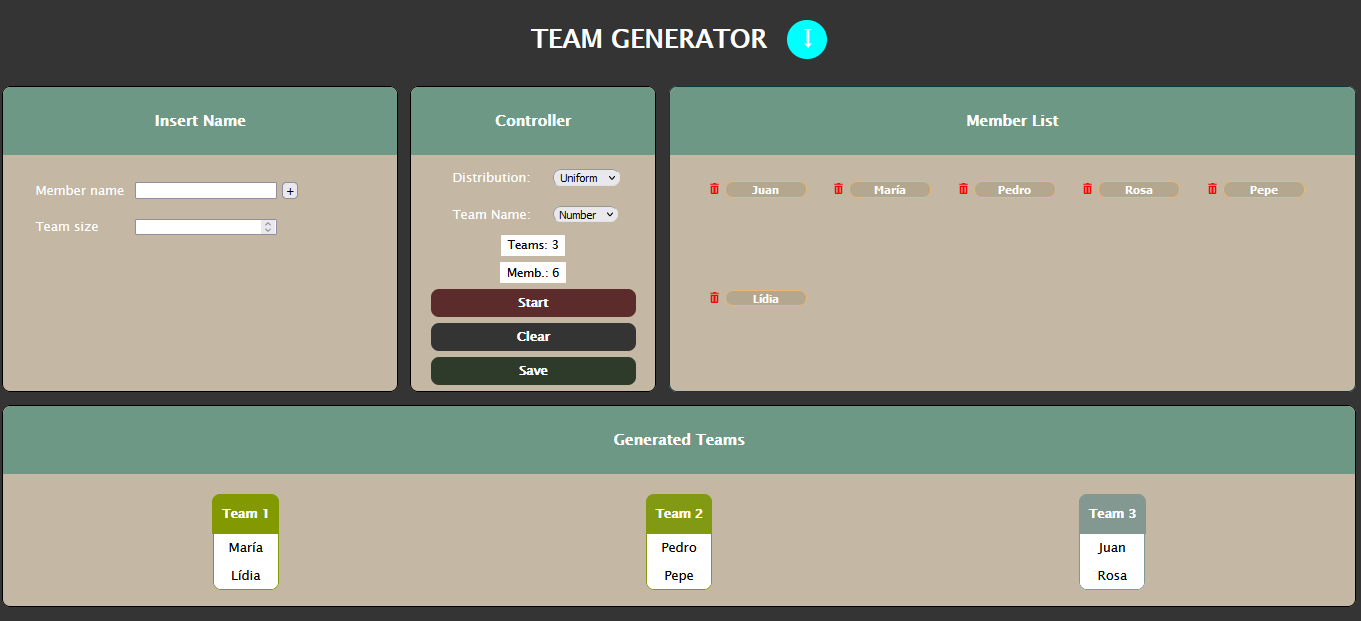 TEAM GENERATOR
Insert Name
Member name
+
Team size
Controller
Distribution: Uniform
Team Name: Number
Teams: 3
Memb.: 6
Start
Clear
Save
Member List
Juan María Pedro Rosa Pepe
Lídia
Generated Teams
Team 1
María
Lídia
Team 2
Pedro
Pepe
Team 3
Juan
Rosa